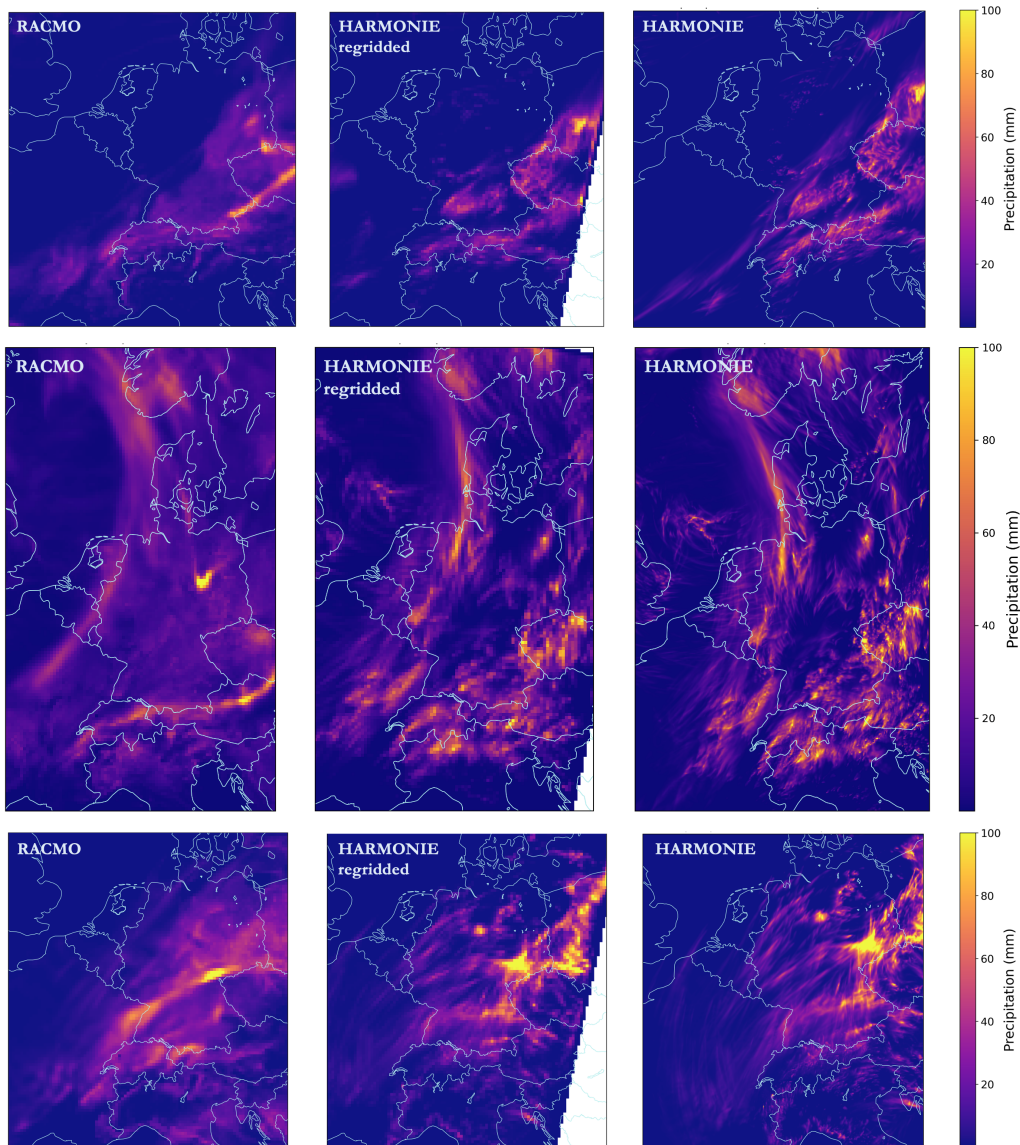 RACMO
HARMONIE
regridded
HARMONIE
100
80
60
40
20
Precipitation (mm)
RACMO
HARMONIE
regridded
HARMONIE
100
80
60
40
20
Precipitation (mm)
RACMO
HARMONIE
regridded
HARMONIE
100
80
60
40
20
Precipitation (mm)